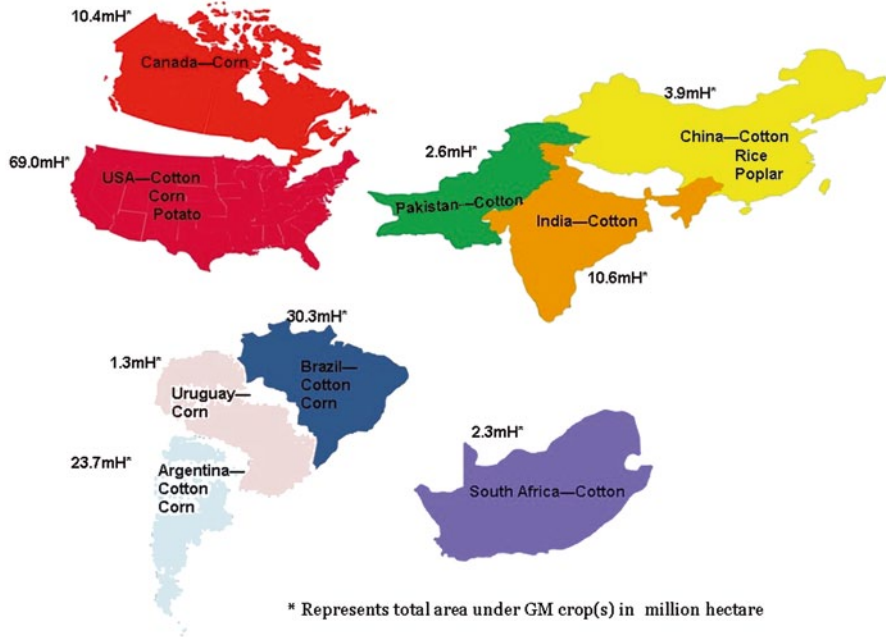 10.4mH*
Canada—Corn
69.0mH*
USA—Cotton
Corn
Potato
3.9mH*
China—Cotton
Rice
Poplar
2.6mH*
Pakistan—Cotton
India—Cotton
10.6mH*
30.3mH*
Brazil—
Cotton
Corn
1.3mH*
Uruguay—
Corn
23.7mH*
Argentina—
Cotton
Corn
2.3mH*
South Africa—Cotton
* Represents total area under GM crop(s) in million hectare